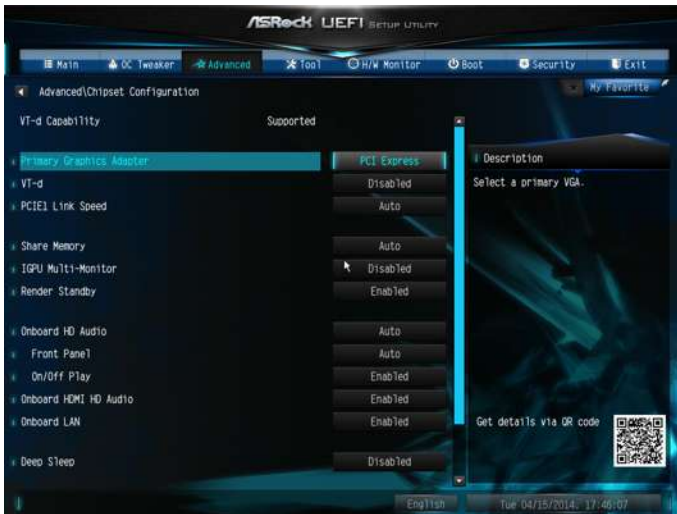 ASRock UEFI SETUP UTILITY
Main OC Tweaker Advanced Tool H/W Monitor Boot Security Exit
My Favorite
Advanced\Chipset Configuration
VT-d Capability Supported
Primary Graphics Adapter PCI Express
VT-d Disabled
PCIE1 Link Speed Auto
Share Memory Auto
IGPU Multi-Monitor Disabled
Render Standby Enabled
Onboard HD Audio Auto
Front Panel Auto
On/Off Play Enabled
Onboard HDMI HD Audio Enabled
Onboard LAN Enabled
Deep Sleep Disabled
Description
Select a primary VGA.
Get details via QR code
English Tue 04/15/2014, 17:46:07